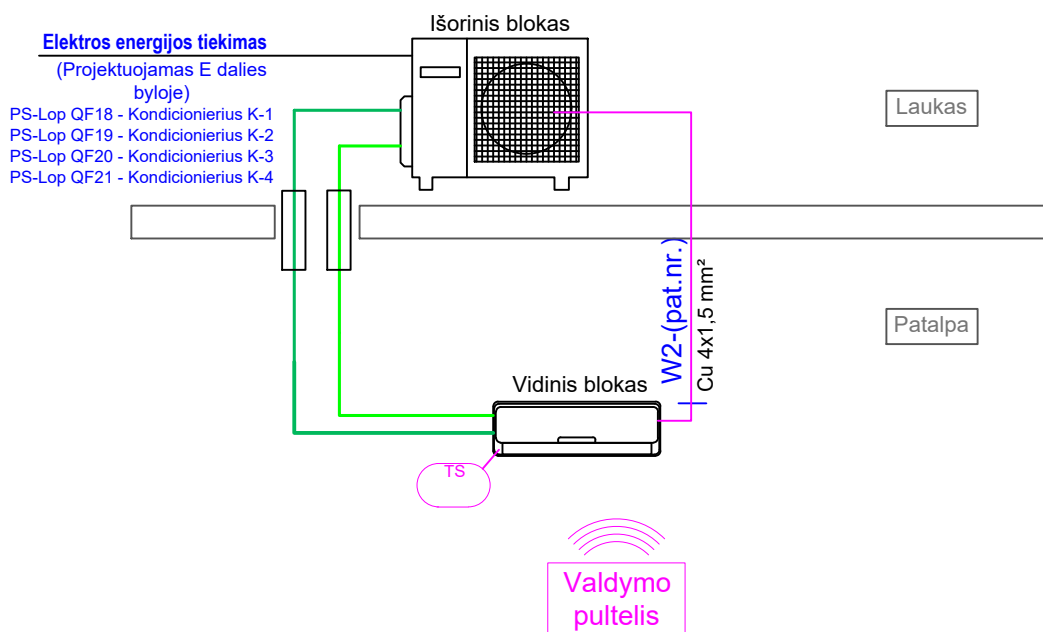 Išorinis blokas
Elektros energijos tiekimas
(Projektuojamas E dalies
byloje)
PS-Lop QF18 - Kondicionierius K-1
PS-Lop QF19 - Kondicionierius K-2
PS-Lop QF20 - Kondicionierius K-3
PS-Lop QF21 - Kondicionierius K-4
Laukas
W2-(pat.nr.)
Cu 4x1,5 mm²
Patalpa
Vidinis blokas
TS
Valdymo
pultelis